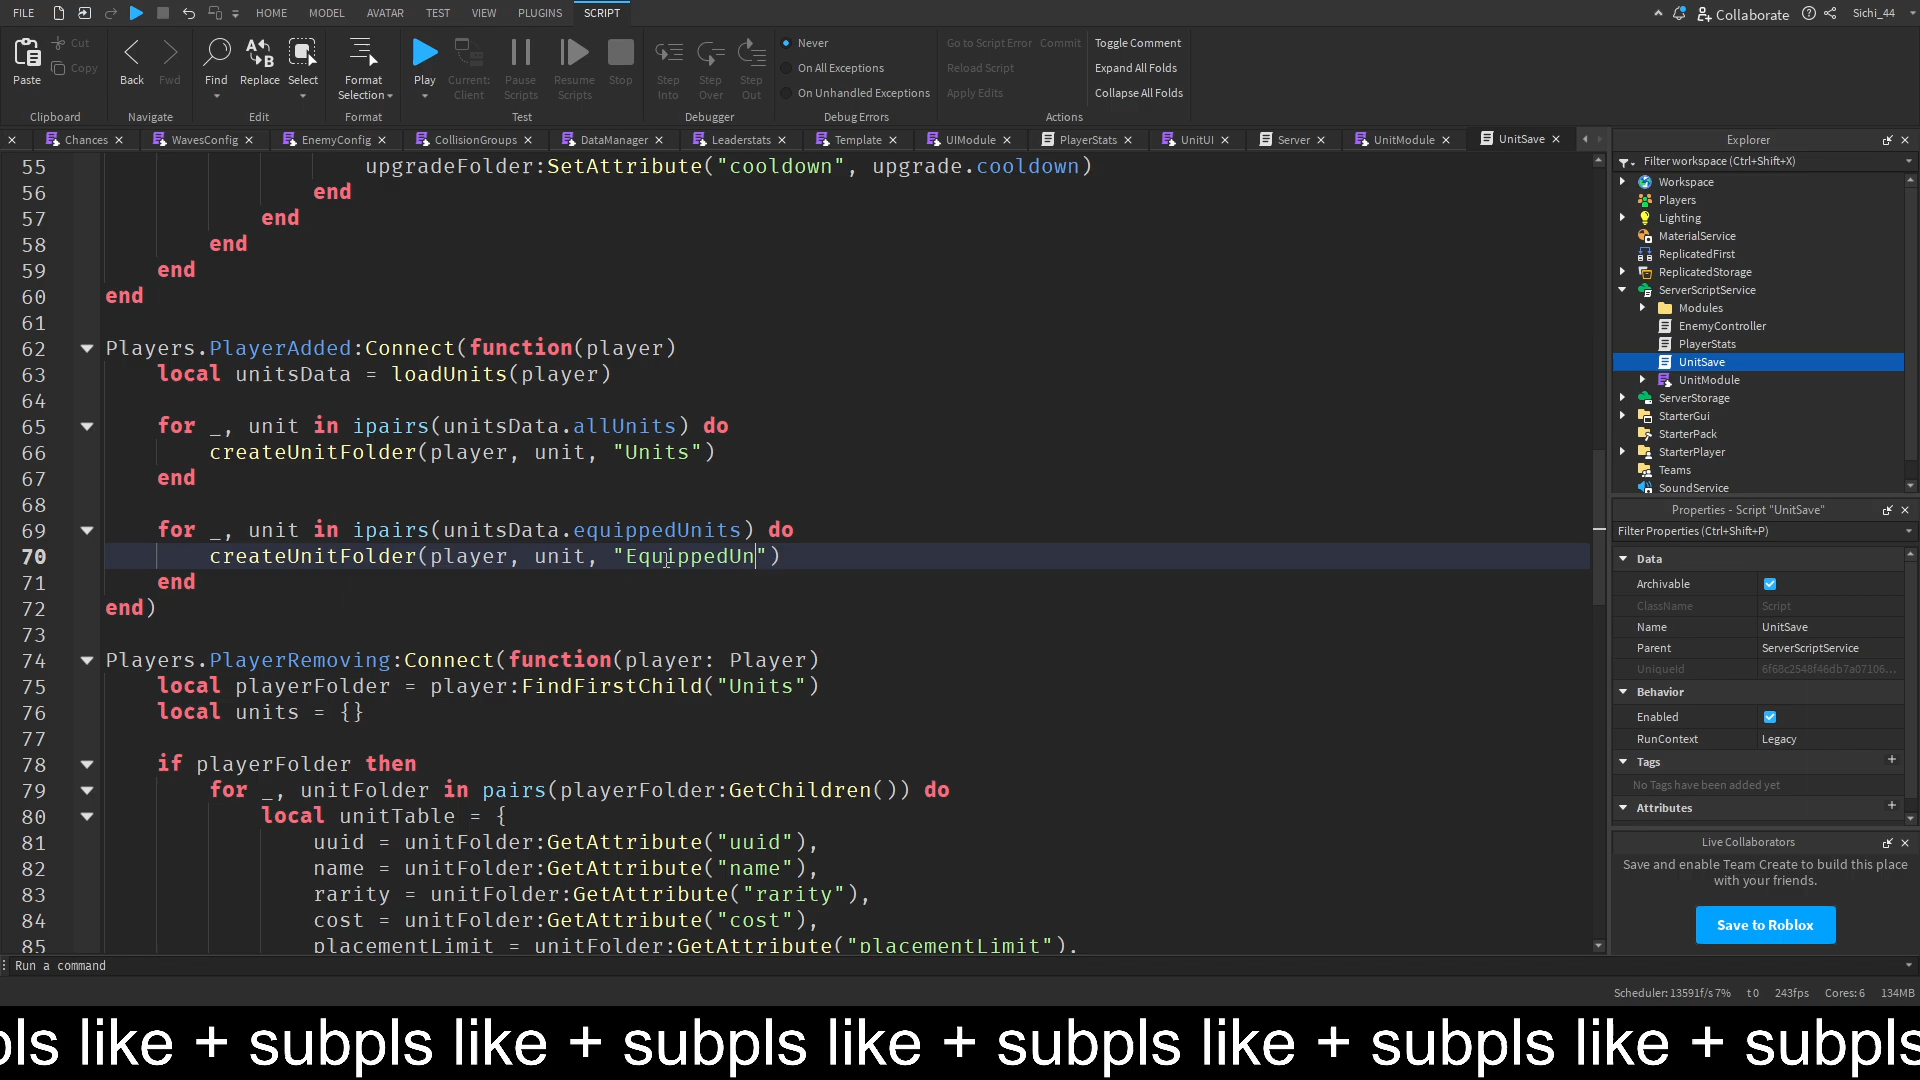 FILE HOME MODEL AVATAR TEST VIEW PLUGINS SCRIPT Collaborate Sichi_44
Paste Cut Copy Back Fwd Find Replace Select Format Selection Play Current: Client Pause Scripts Resume Scripts Stop Step Into Step Over Step Out
Never
On All Exceptions
On Unhandled Exceptions
Go to Script Error Commit
Reload Script
Apply Edits
Toggle Comment
Expand All Folds
Collapse All Folds
Clipboard Navigate Edit Format Test Debugger Debug Errors Actions
Chances WavesConfig EnemyConfig CollisionGroups DataManager Leaderstats Template UIModule PlayerStats UnitUI Server UnitModule UnitSave
55 upgradeFolder:SetAttribute("cooldown", upgrade.cooldown)
56 end
57 end
58 end
59 end
60 end
61
62 Players.PlayerAdded:Connect(function(player)
63 local unitsData = loadUnits(player)
64
65 for _, unit in ipairs(unitsData.allUnits) do
66 createUnitFolder(player, unit, "Units")
67 end
68
69 for _, unit in ipairs(unitsData.equippedUnits) do
70 createUnitFolder(player, unit, "EquippedUn")
71 end
72 end)
73
74 Players.PlayerRemoving:Connect(function(player: Player)
75 local playerFolder = player:FindFirstChild("Units")
76 local units = {}
77
78 if playerFolder then
79 for _, unitFolder in pairs(playerFolder:GetChildren()) do
80 local unitTable = {
81 uuid = unitFolder:GetAttribute("uuid"),
82 name = unitFolder:GetAttribute("name"),
83 rarity = unitFolder:GetAttribute("rarity"),
84 cost = unitFolder:GetAttribute("cost"),
85 placementLimit = unitFolder:GetAttribute("placementLimit"),
Run a command
Explorer
Filter workspace (Ctrl+Shift+X)
Workspace
Players
Lighting
MaterialService
ReplicatedFirst
ReplicatedStorage
ServerScriptService
Modules
EnemyController
PlayerStats
UnitSave
UnitModule
ServerStorage
StarterGui
StarterPack
StarterPlayer
Teams
SoundService
Properties - Script "UnitSave"
Filter Properties (Ctrl+Shift+P)
Data
Archivable
ClassName Script
Name UnitSave
Parent ServerScriptService
UniqueId 6f68c2548f46db7a07106...
Behavior
Enabled
RunContext Legacy
Tags +
No Tags have been added yet
Attributes +
Live Collaborators
Save and enable Team Create to build this place
with your friends.
Save to Roblox
Scheduler: 13591f/s 7% t0 243fps Cores: 6 134MB
pls like + subpls like + subpls like + subpls like + subpls like + subpls